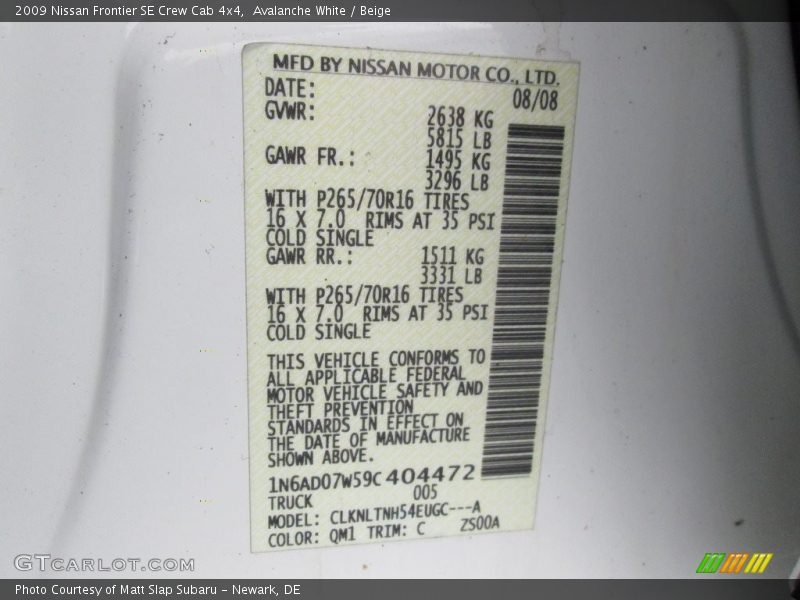 2009 Nissan Frontier SE Crew Cab 4x4,  Avalanche White / Beige
MFD BY NISSAN MOTOR CO., LTD.
DATE: 08/08
GVWR: 2638 KG
5815 LB
GAWR FR.: 1495 KG
3296 LB
WITH P265/70R16 TIRES
16 X 7.0 RIMS AT 35 PSI
COLD SINGLE
GAWR RR.: 1511 KG
3331 LB
WITH P265/70R16 TIRES
16 X 7.0 RIMS AT 35 PSI
COLD SINGLE
THIS VEHICLE CONFORMS TO
ALL APPLICABLE FEDERAL
MOTOR VEHICLE SAFETY AND
THEFT PREVENTION
STANDARDS IN EFFECT ON
THE DATE OF MANUFACTURE
SHOWN ABOVE.
1N6AD07W59C404472
TRUCK 005
MODEL: CLKNLTNH54EUGC---A
COLOR: QM1 TRIM: C ZS00A
GTCARLOT.COM
Photo Courtesy of Matt Slap Subaru - Newark, DE